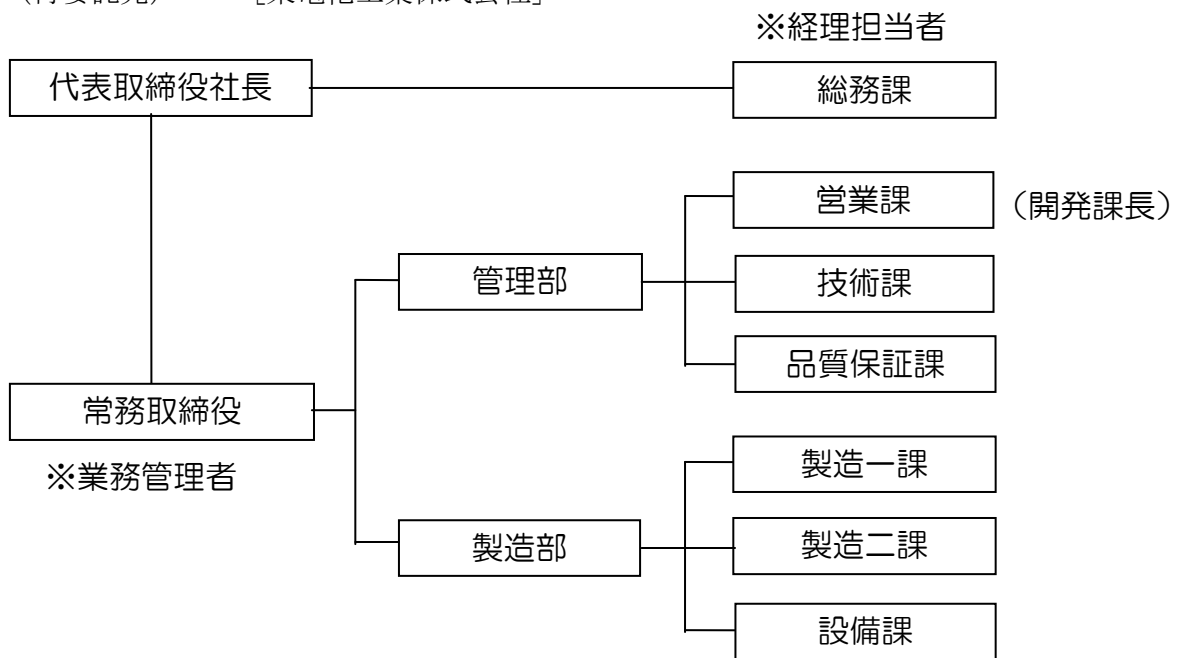 ※経理担当者
代表取締役社長
総務課
営業課
（開発課長）
管理部
技術課
品質保証課
常務取締役
※業務管理者
製造一課
製造部
製造二課
設備課